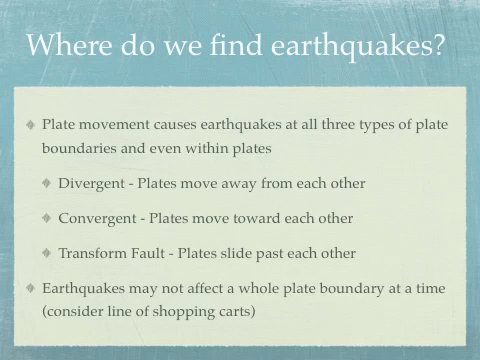 Where do we find earthquakes?
Plate movement causes earthquakes at all three types of plate
boundaries and even within plates
Divergent - Plates move away from each other
Convergent - Plates move toward each other
Transform Fault - Plates slide past each other
Earthquakes may not affect a whole plate boundary at a time
(consider line of shopping carts)